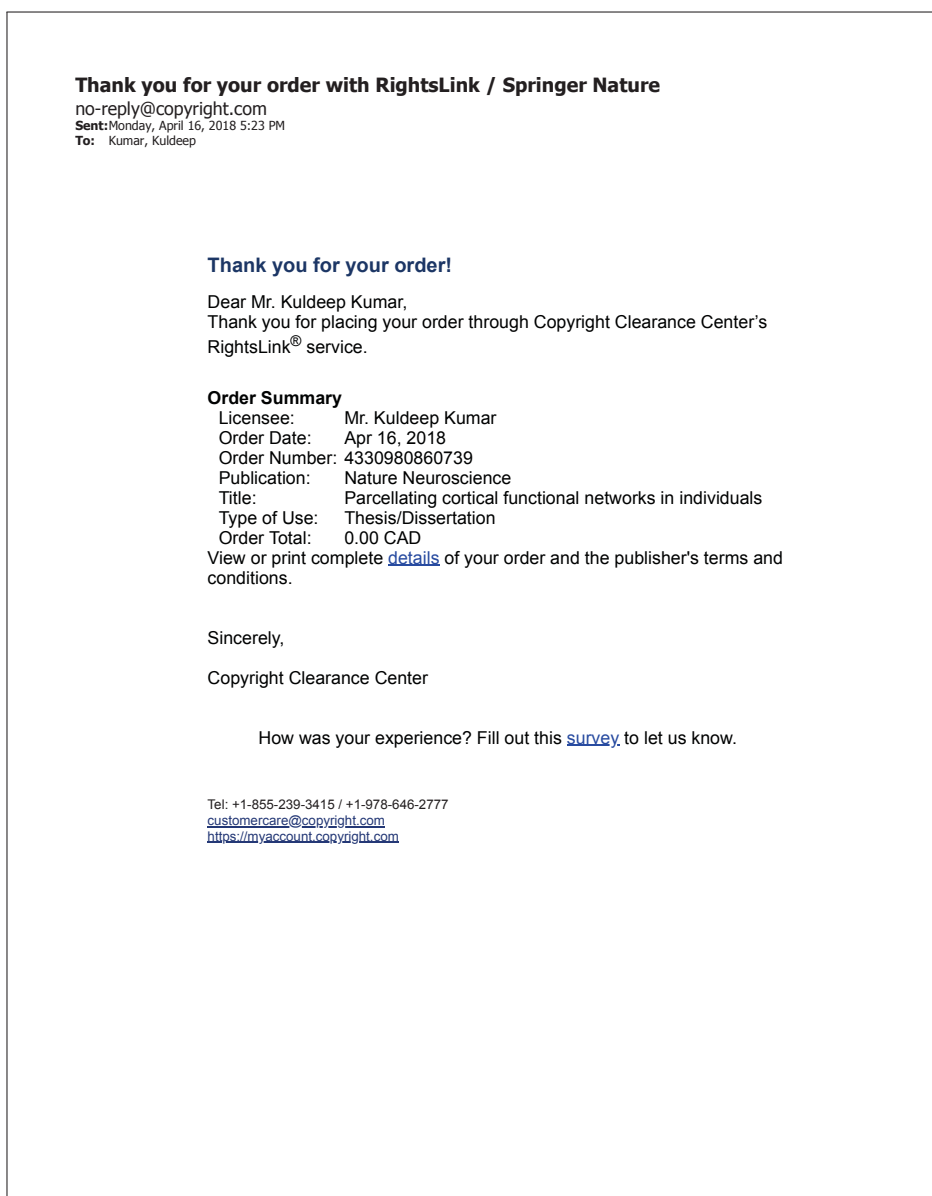 Thank you for your order with RightsLink / Springer Nature
no-reply@copyright.com
Sent:Monday, April 16, 2018 5:23 PM
To: Kumar, Kuldeep
Thank you for your order!
Dear Mr. Kuldeep Kumar,
Thank you for placing your order through Copyright Clearance Center’s
RightsLink® service.
Order Summary
Licensee: Mr. Kuldeep Kumar
Order Date: Apr 16, 2018
Order Number: 4330980860739
Publication: Nature Neuroscience
Title: Parcellating cortical functional networks in individuals
Type of Use: Thesis/Dissertation
Order Total: 0.00 CAD
View or print complete details of your order and the publisher's terms and
conditions.
Sincerely,
Copyright Clearance Center
How was your experience? Fill out this survey to let us know.
Tel: +1-855-239-3415 / +1-978-646-2777
customercare@copyright.com
https://myaccount.copyright.com